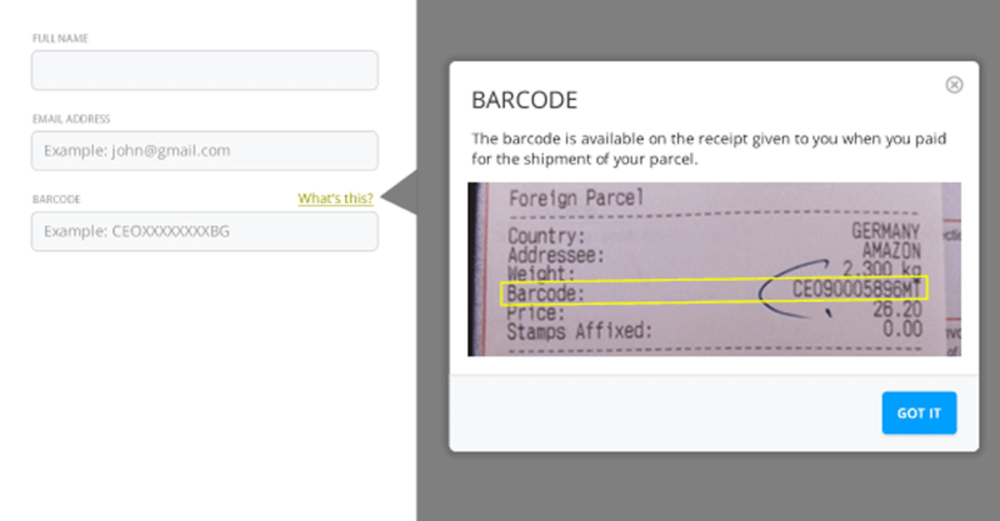 FULL NAME
EMAIL ADDRESS
Example: john@gmail.com
BARCODE What's this?
Example: CEOXXXXXXXXBG
BARCODE
The barcode is available on the receipt given to you when you paid
for the shipment of your parcel.
Foreign Parcel
Country: GERMANY
Addressee: AMAZON
Weight: 2.300 kg
Barcode: CE090005896MT
Price: 26.20
Stamps Affixed: 0.00
of
GOT IT